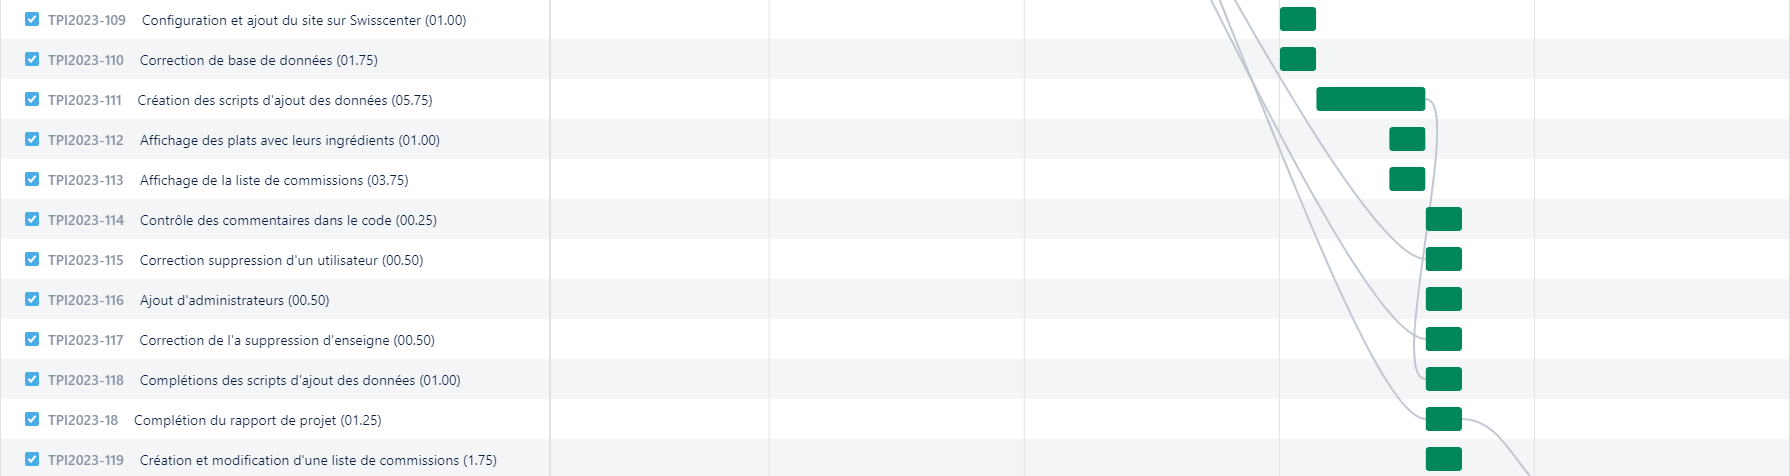 TPI2023-109 Configuration et ajout du site sur Swisscenter (01.00)
TPI2023-110 Correction de base de données (01.75)
TPI2023-111 Création des scripts d'ajout des données (05.75)
TPI2023-112 Affichage des plats avec leurs ingrédients (01.00)
TPI2023-113 Affichage de la liste de commissions (03.75)
TPI2023-114 Contrôle des commentaires dans le code (00.25)
TPI2023-115 Correction suppression d'un utilisateur (00.50)
TPI2023-116 Ajout d'administrateurs (00.50)
TPI2023-117 Correction de l'a suppression d'enseigne (00.50)
TPI2023-118 Complétions des scripts d'ajout des données (01.00)
TPI2023-18 Complétion du rapport de projet (01.25)
TPI2023-119 Création et modification d'une liste de commissions (1.75)